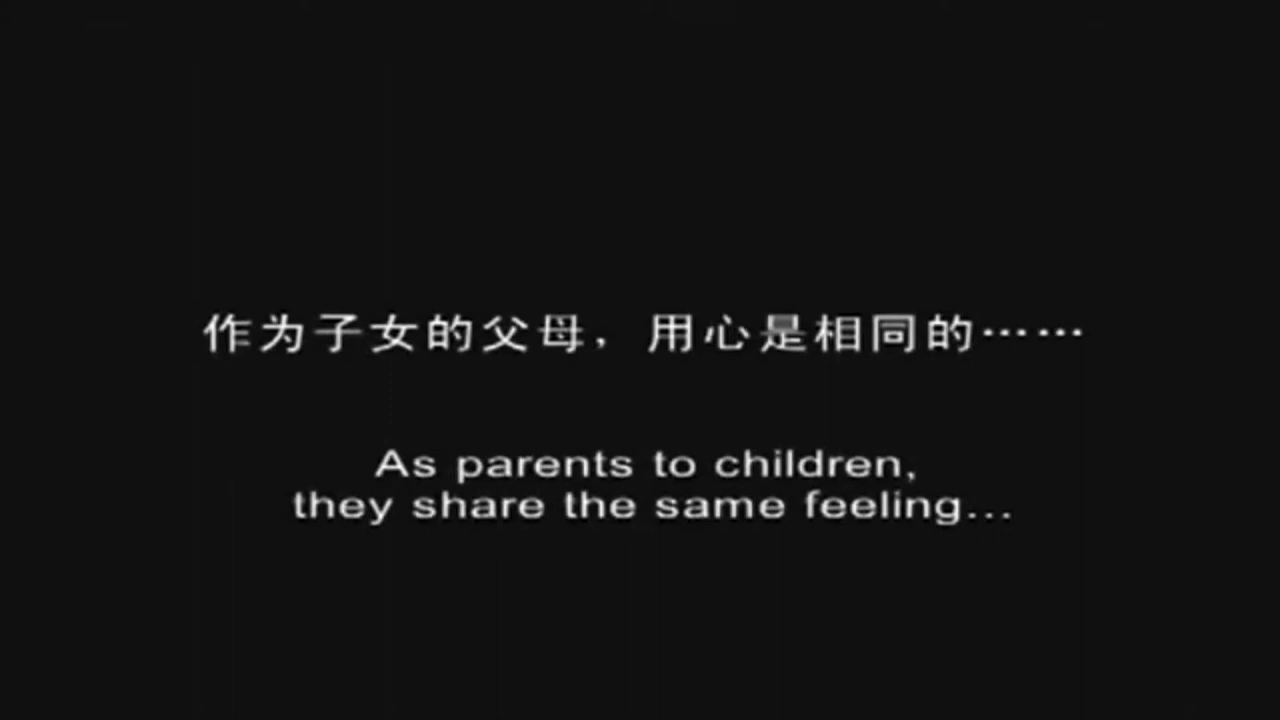 作为子女的父母，用心是相同的……
As parents to children,
they share the same feeling...